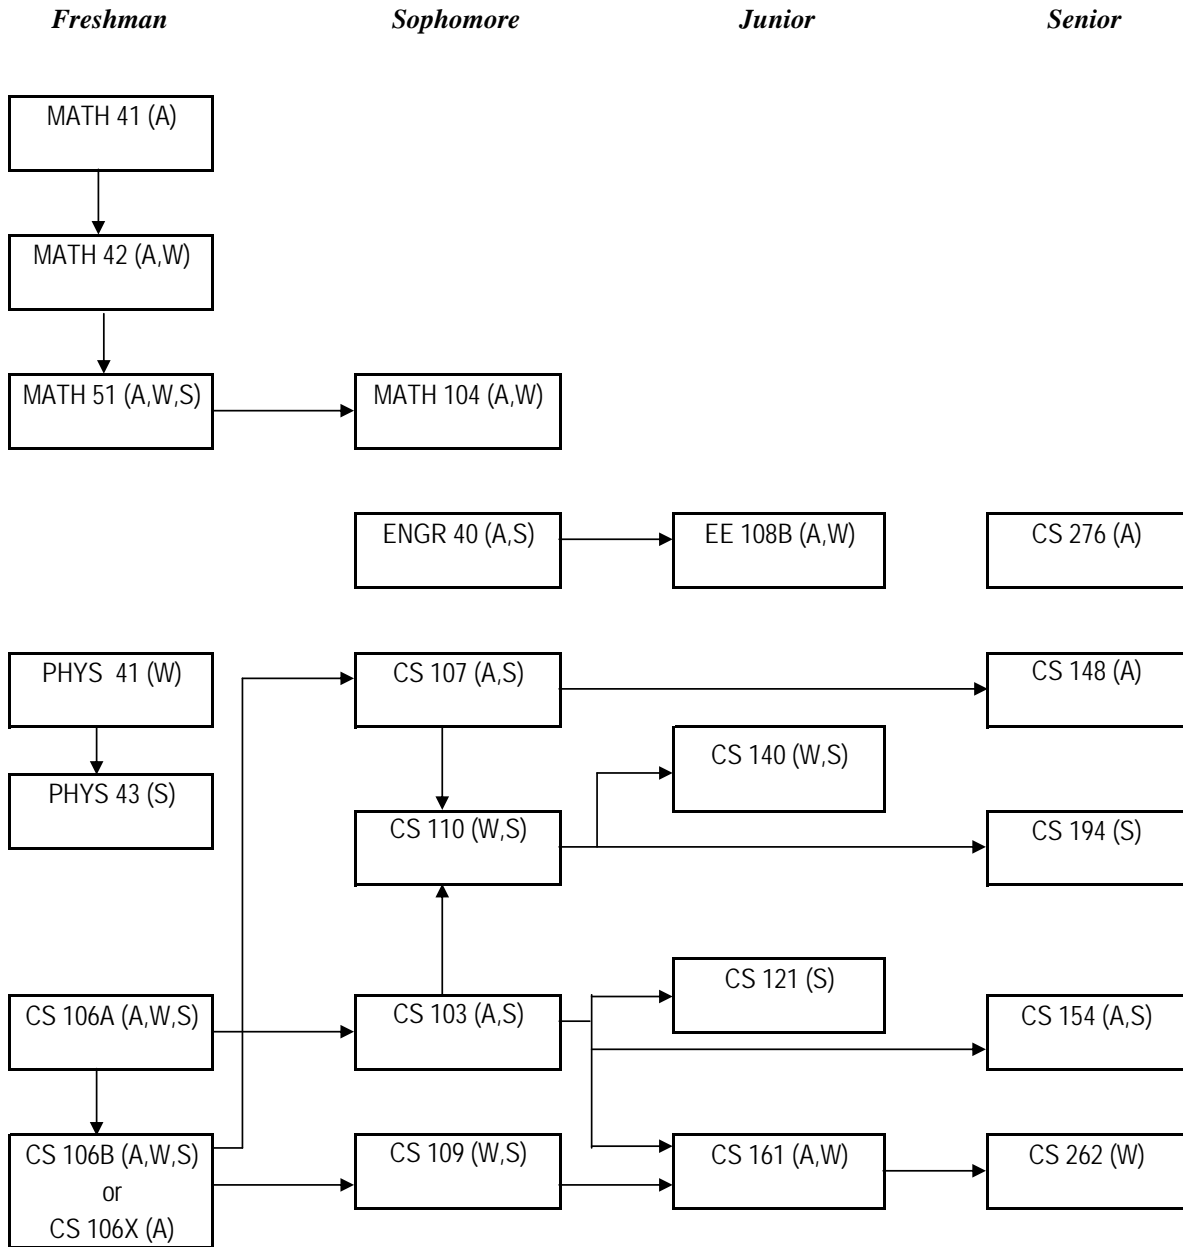 Freshman
Sophomore
Junior
Senior
MATH 41 (A)
MATH 42 (A,W)
MATH 51 (A,W,S)
MATH 104 (A,W)
ENGR 40 (A,S)
EE 108B (A,W)
CS 276 (A)
PHYS 41 (W)
CS 107 (A,S)
CS 148 (A)
CS 140 (W,S)
PHYS 43 (S)
CS 110 (W,S)
CS 194 (S)
CS 121 (S)
CS 106A (A,W,S)
CS 103 (A,S)
CS 154 (A,S)
CS 106B (A,W,S)
or
CS 106X (A)
CS 109 (W,S)
CS 161 (A,W)
CS 262 (W)